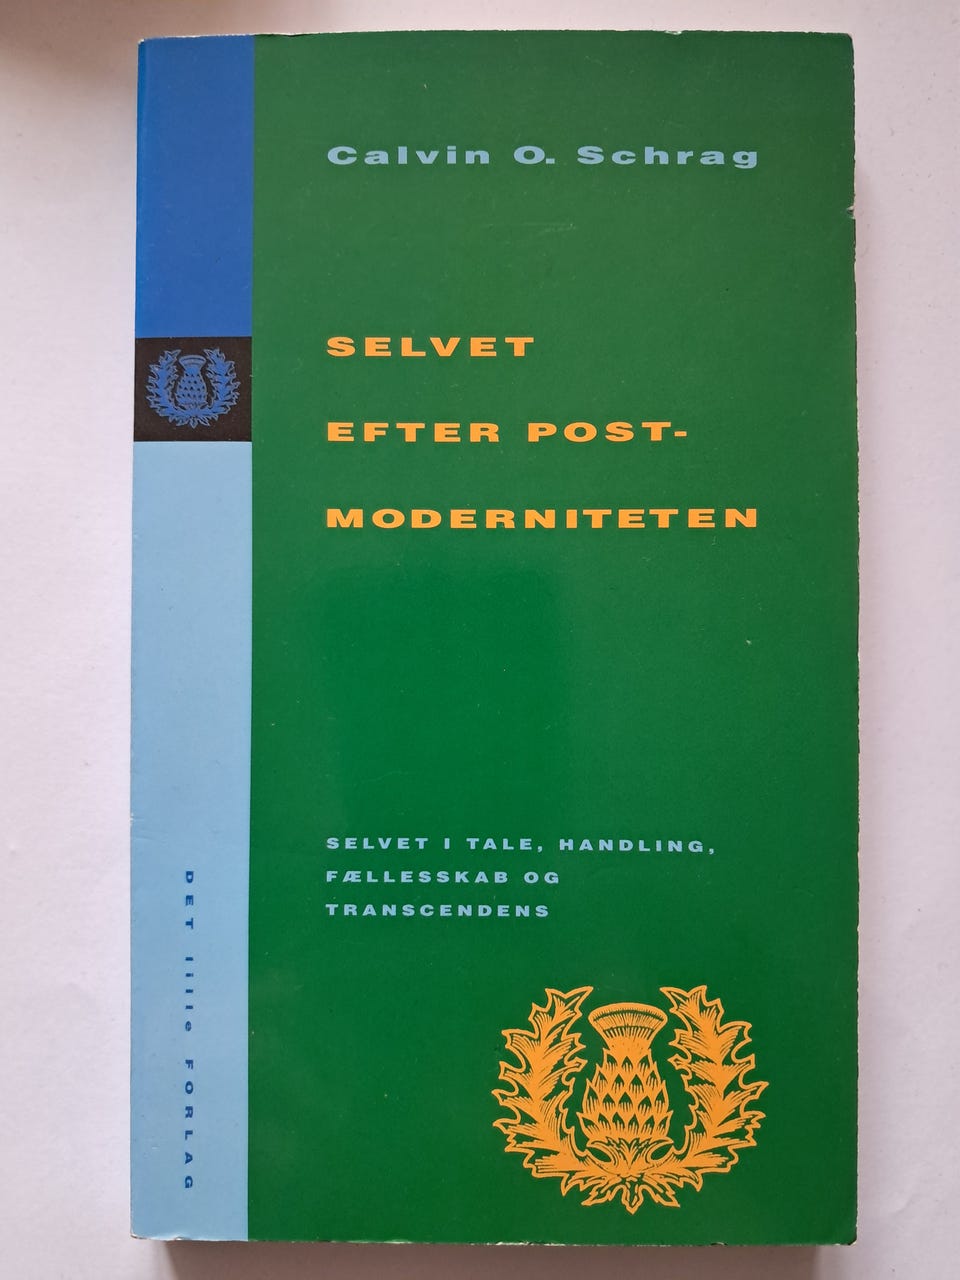 Calvin O. Schrag
SELVET
EFTER POST-
MODERNITETEN
SELVET I TALE, HANDLING,
FÆLLESSKAB OG
TRANSCENDENS
DET lille FORLAG